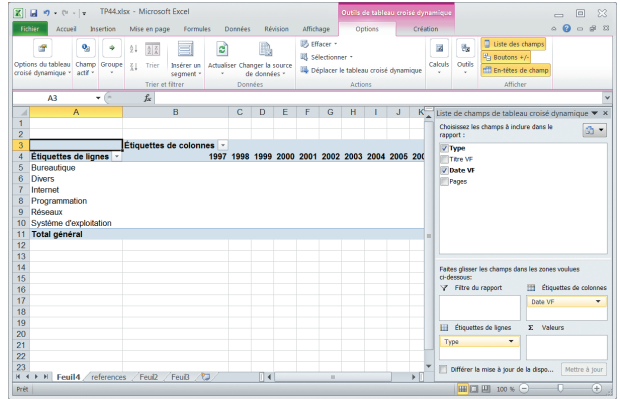 TP44.xlsx - Microsoft Excel
Outils de tableau croisé dynamique
Fichier Accueil Insertion Mise en page Formules Données Révision Affichage Options Création
Options du tableau croisé dynamique
Champ actif
Groupe
Trier
Insérer un segment
Trier et filtrer
Actualiser
Changer la source de données
Données
Effacer
Sélectionner
Déplacer le tableau croisé dynamique
Actions
Calculs
Outils
Liste des champs
Boutons +/-
En-têtes de champ
Afficher
A3
fx
A B C D E F G H I J K
1
2
3 Étiquettes de colonnes
4 Étiquettes de lignes 1997 1998 1999 2000 2001 2002 2003 2004 2005 200
5 Bureautique
6 Divers
7 Internet
8 Programmation
9 Réseaux
10 Système d'exploitation
11 Total général
12
13
14
15
16
17
18
19
20
21
22
23
Liste de champs de tableau croisé dynamique
Choisissez les champs à inclure dans le
rapport :
Type
Titre VF
Date VF
Pages
Faites glisser les champs dans les zones voulues
ci-dessous:
Filtre du rapport
Étiquettes de colonnes
Date VF
Étiquettes de lignes
Σ Valeurs
Type
Différer la mise à jour de la dispo...
Mettre à jour
Feuil4 references Feuil2 Feuil3
Prêt
100 %